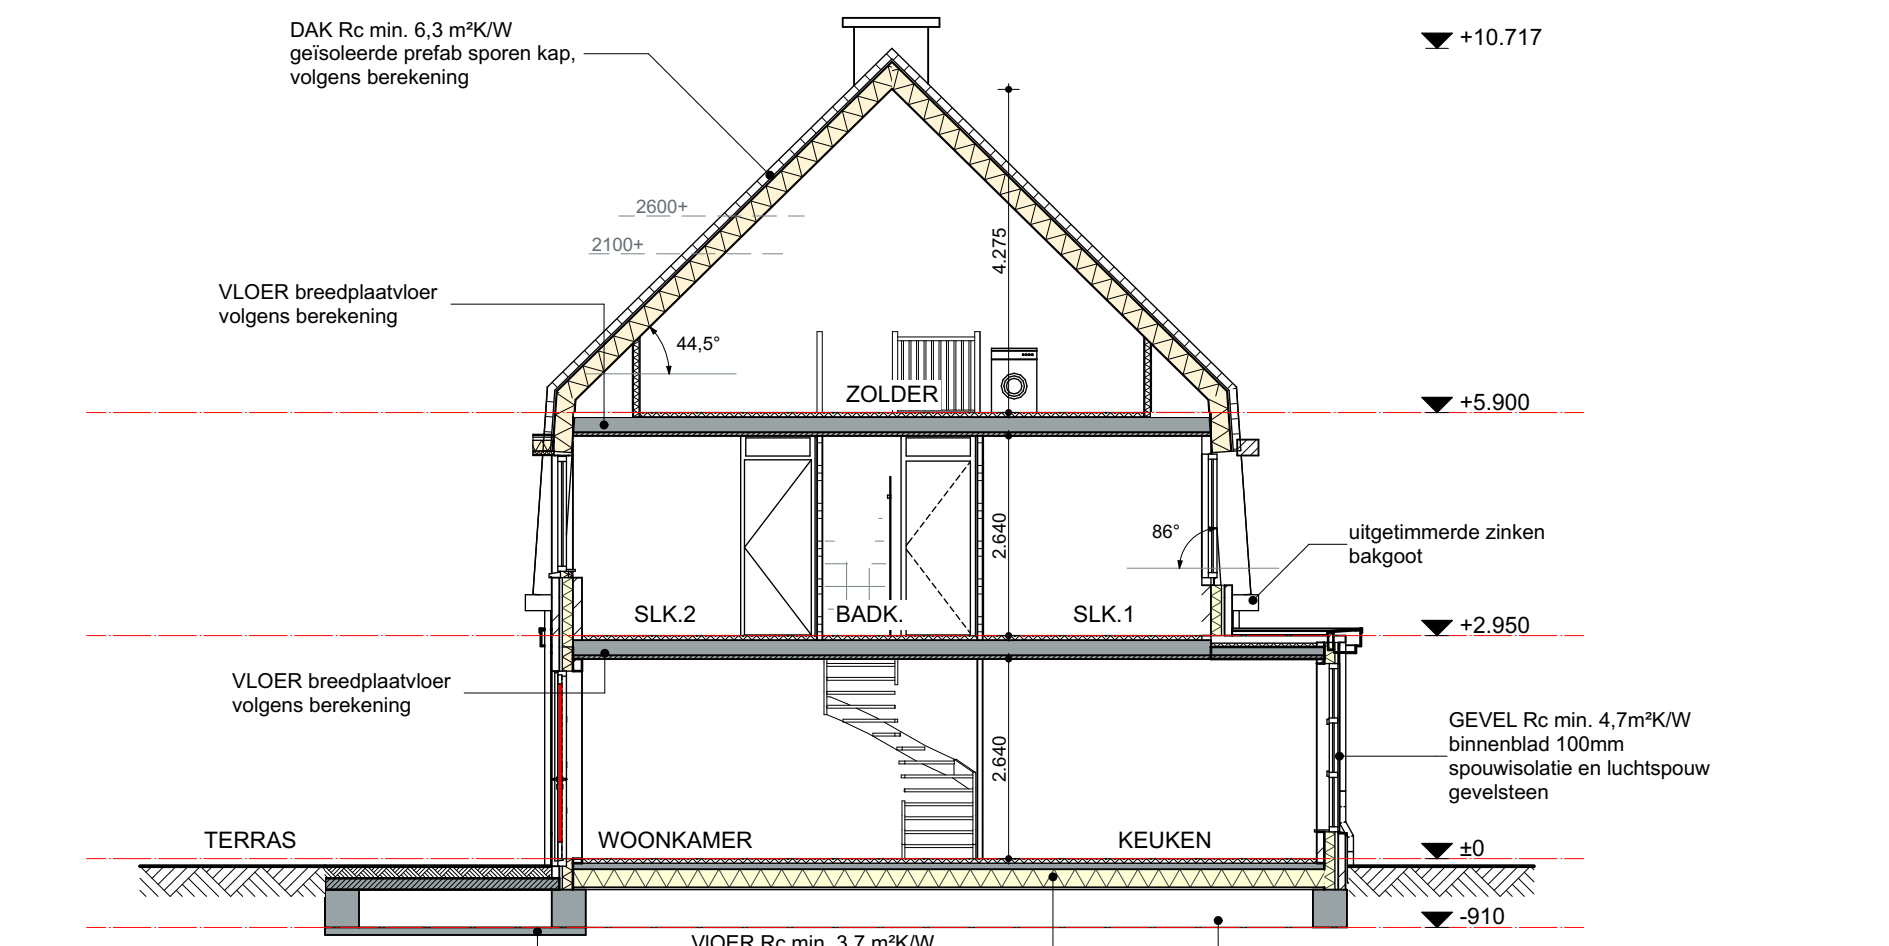 DAK Rc min. 6,3 m²K/W
geïsoleerde prefab sporen kap,
volgens berekening
+10.717
2600+
2100+
4.275
VLOER breedplaatvloer
volgens berekening
44,5°
ZOLDER
+5.900
2.640
86°
uitgetimmerde zinken
bakgoot
SLK.2
BADK.
SLK.1
+2.950
VLOER breedplaatvloer
volgens berekening
GEVEL Rc min. 4,7m²K/W
binnenblad 100mm
spouwisolatie en luchtspouw
gevelsteen
2.640
TERRAS
WOONKAMER
KEUKEN
±0
-910
VLOER Rc min. 3,7 m²K/W